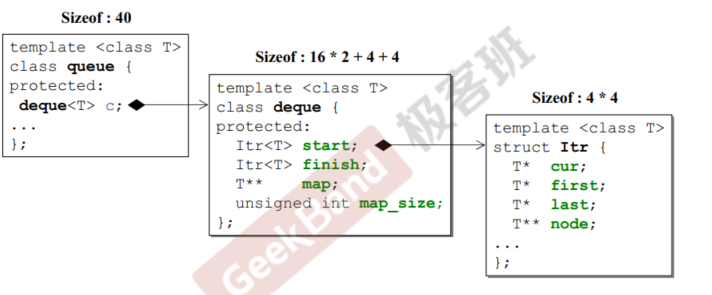 Sizeof : 40
template <class T>
class queue {
protected:
deque<T> c;
...
};
Sizeof : 16 * 2 + 4 + 4
template <class T>
class deque {
protected:
Itr<T> start;
Itr<T> finish;
T** map;
unsigned int map_size;
};
Sizeof : 4 * 4
template <class T>
struct Itr {
T* cur;
T* first;
T* last;
T** node;
...
};
GeekBand 极客班